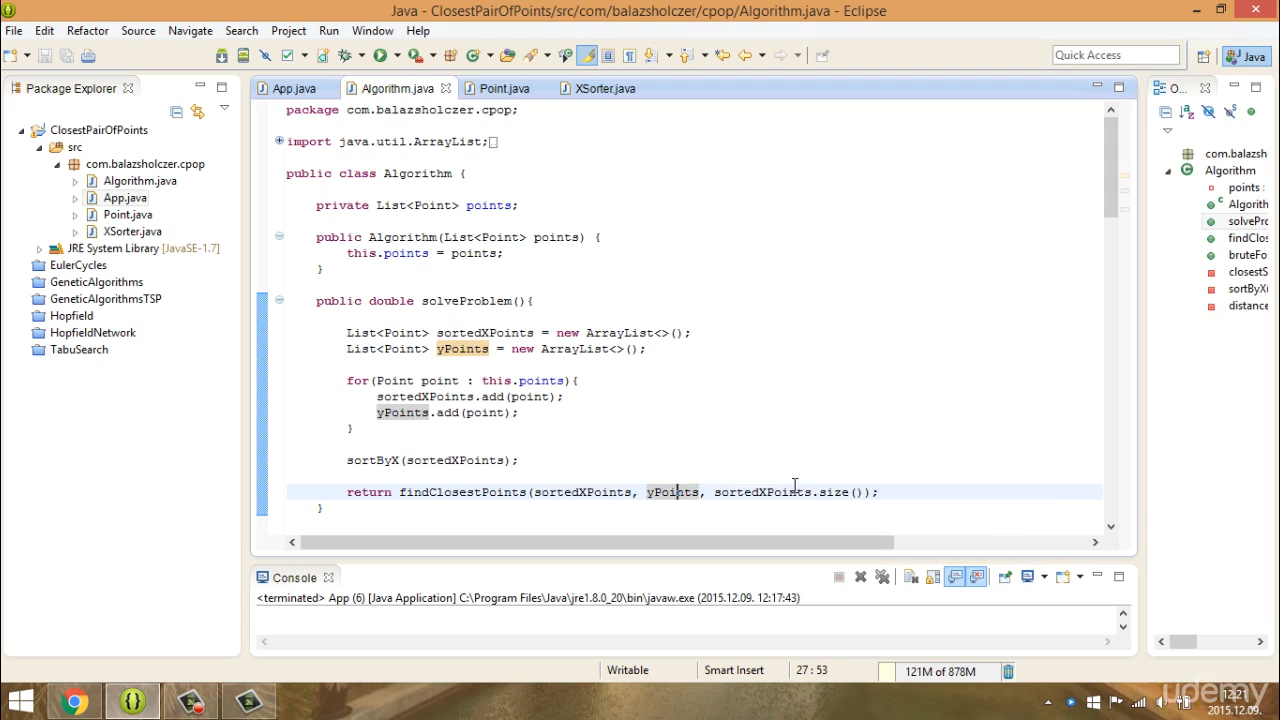 Java - ClosestPairOfPoints/src/com/balazsholczer/cpop/Algorithm.java - Eclipse
File Edit Refactor Source Navigate Search Project Run Window Help
Quick Access
Java
Package Explorer
ClosestPairOfPoints
src
com.balazsholczer.cpop
Algorithm.java
App.java
Point.java
XSorter.java
JRE System Library [JavaSE-1.7]
EulerCycles
GeneticAlgorithms
GeneticAlgorithmsTSP
Hopfield
HopfieldNetwork
TabuSearch
App.java Algorithm.java Point.java XSorter.java
package com.balazsholczer.cpop;
import java.util.ArrayList;
public class Algorithm {
private List<Point> points;
public Algorithm(List<Point> points) {
this.points = points;
}
public double solveProblem(){
List<Point> sortedXPoints = new ArrayList<>();
List<Point> yPoints = new ArrayList<>();
for(Point point : this.points){
sortedXPoints.add(point);
yPoints.add(point);
}
sortByX(sortedXPoints);
return findClosestPoints(sortedXPoints, yPoints, sortedXPoints.size());
}
O...
com.balazsh
Algorithm
points :
Algorith
solvePro
findClos
bruteFo
closestS
sortByX(
distance
Console
<terminated> App (6) [Java Application] C:\Program Files\Java\jre1.8.0_20\bin\javaw.exe (2015.12.09. 12:17:43)
Writable Smart Insert 27 : 53 121M of 878M
udemy
12:21
2015.12.09.